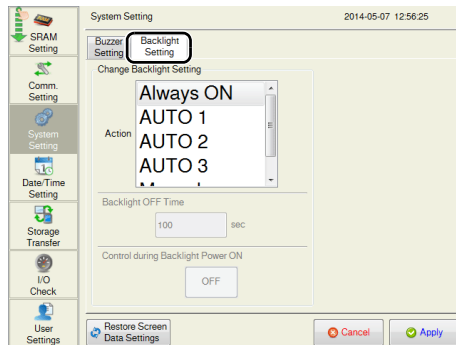 System Setting
2014-05-07 12:56:25
SRAM
Setting
Comm.
Setting
System
Setting
Date/Time
Setting
Storage
Transfer
I/O
Check
User
Settings
Buzzer
Setting
Backlight
Setting
Change Backlight Setting
Action
Always ON
AUTO 1
AUTO 2
AUTO 3
Backlight OFF Time
100 sec
Control during Backlight Power ON
OFF
Restore Screen
Data Settings
Cancel
Apply